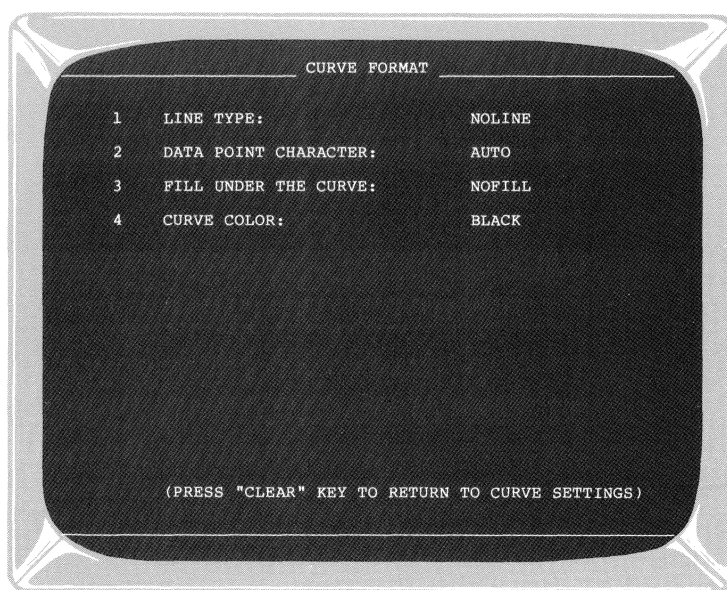 CURVE FORMAT
1 LINE TYPE: NOLINE
2 DATA POINT CHARACTER: AUTO
3 FILL UNDER THE CURVE: NOFILL
4 CURVE COLOR: BLACK
(PRESS "CLEAR" KEY TO RETURN TO CURVE SETTINGS)